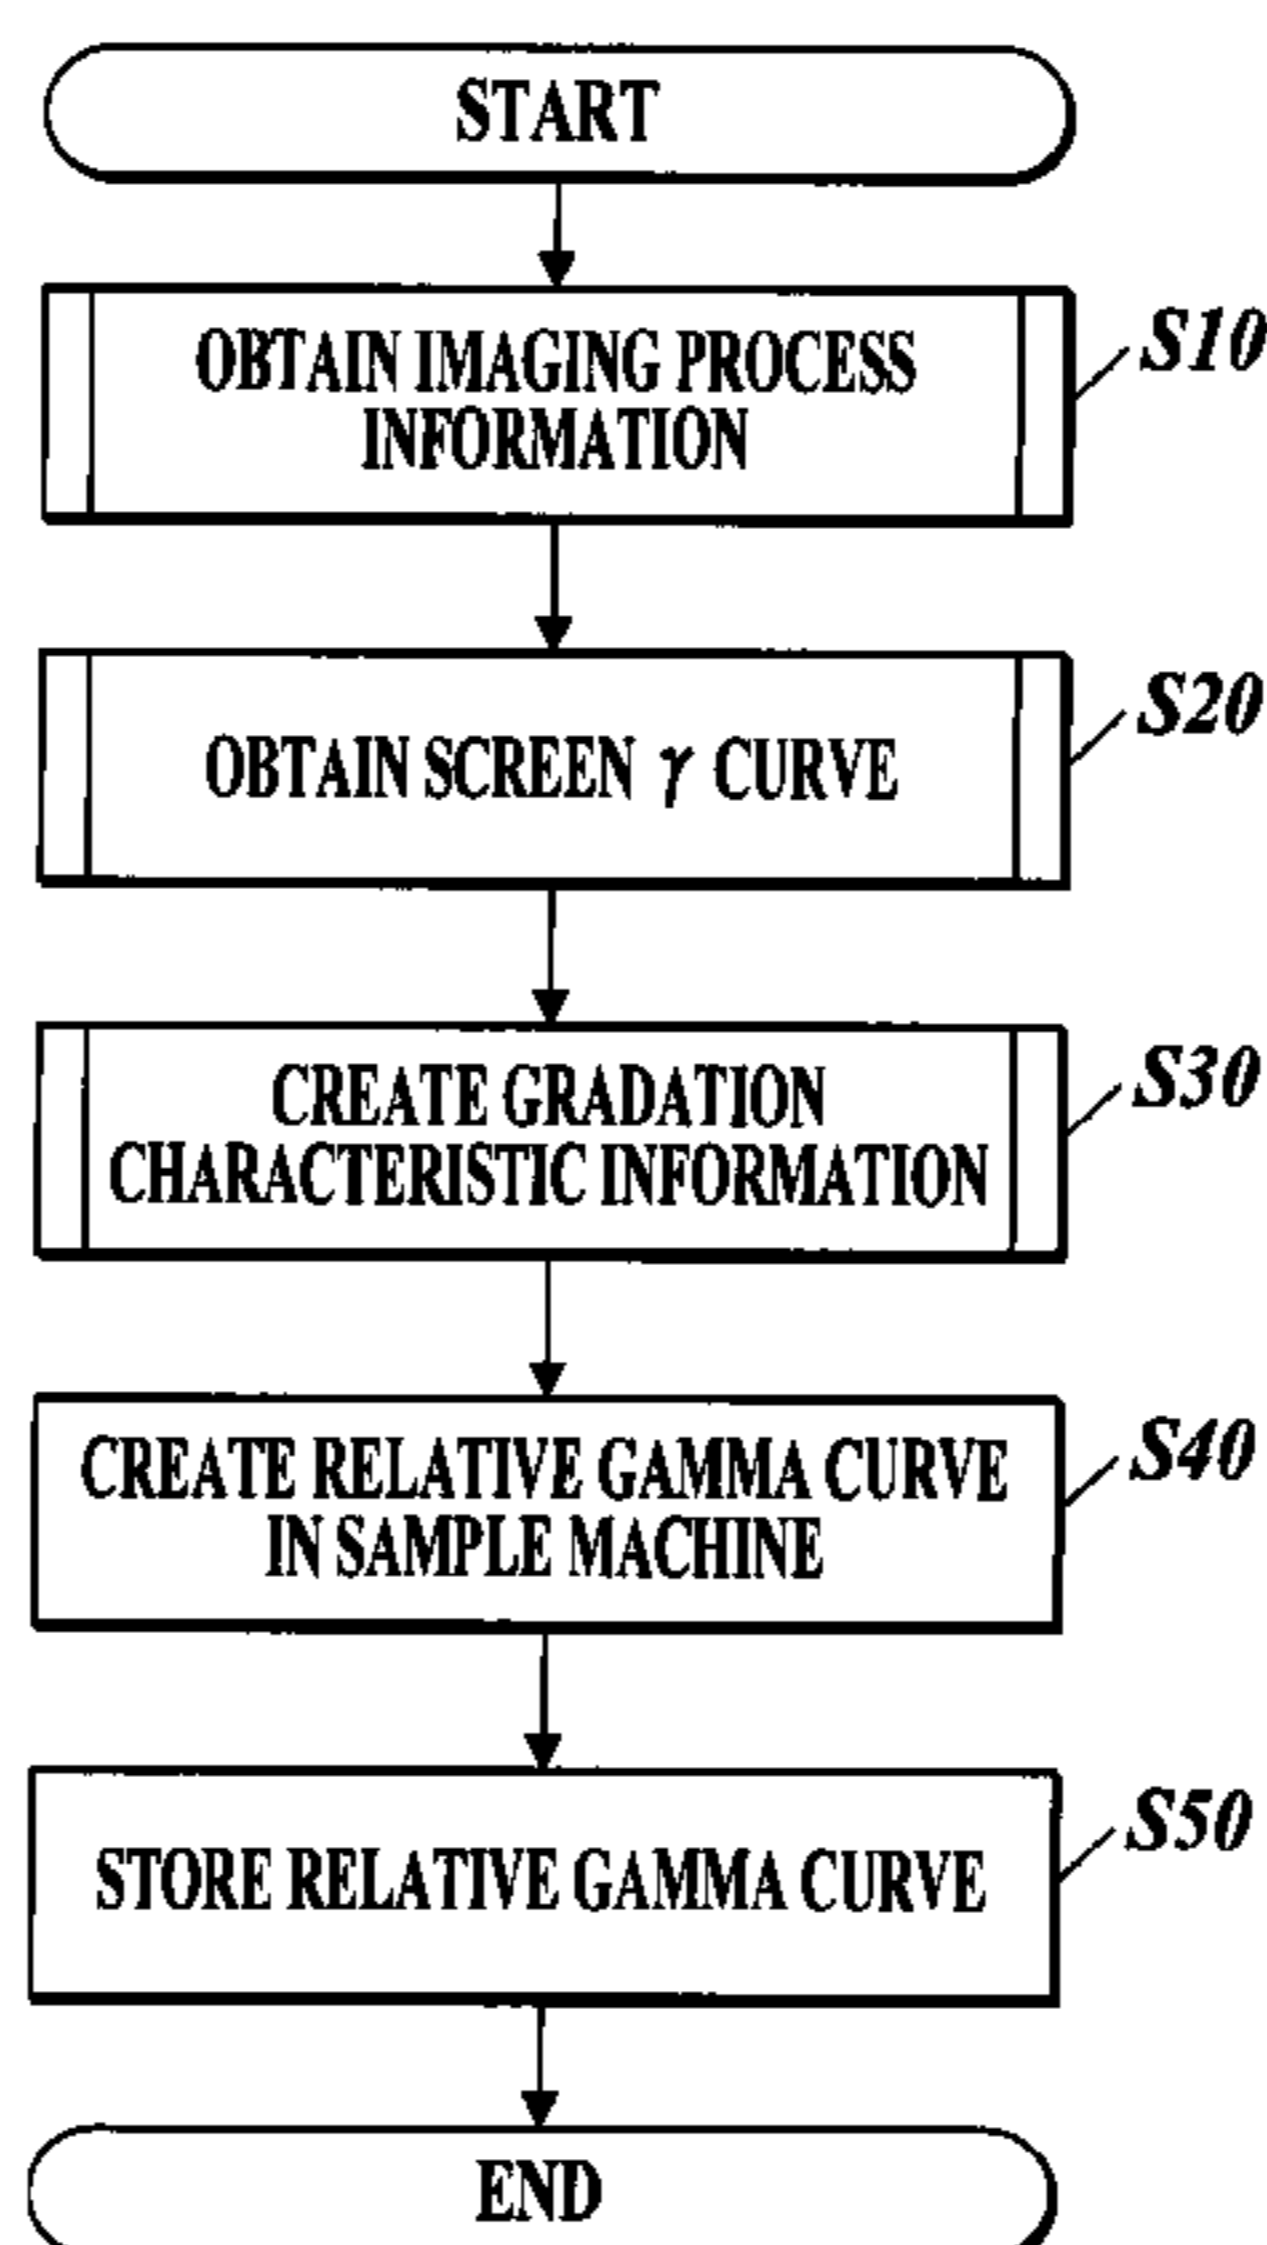 START
OBTAIN IMAGING PROCESS
INFORMATION
S10
OBTAIN SCREEN γ CURVE
S20
CREATE GRADATION
CHARACTERISTIC INFORMATION
S30
CREATE RELATIVE GAMMA CURVE
IN SAMPLE MACHINE
S40
STORE RELATIVE GAMMA CURVE
S50
END